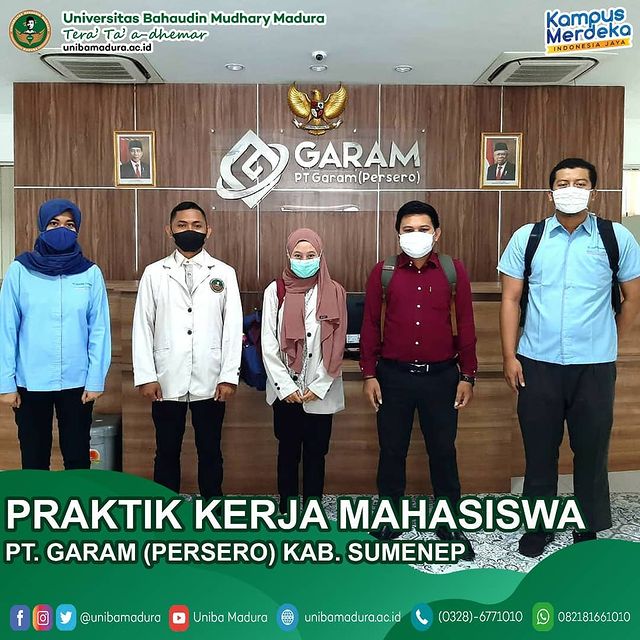 Universitas Bahaudin Mudhary Madura
Tera' Ta' a-dhemar
unibamadura.ac.id
Kampus
Merdeka
INDONESIA JAYA
GARAM
PT Garam (Persero)
PRAKTIK KERJA MAHASISWA
PT. GARAM (PERSERO) KAB. SUMENEP
@unibamadura
Uniba Madura
unibamadura.ac.id
(0328)-6771010
082181661010